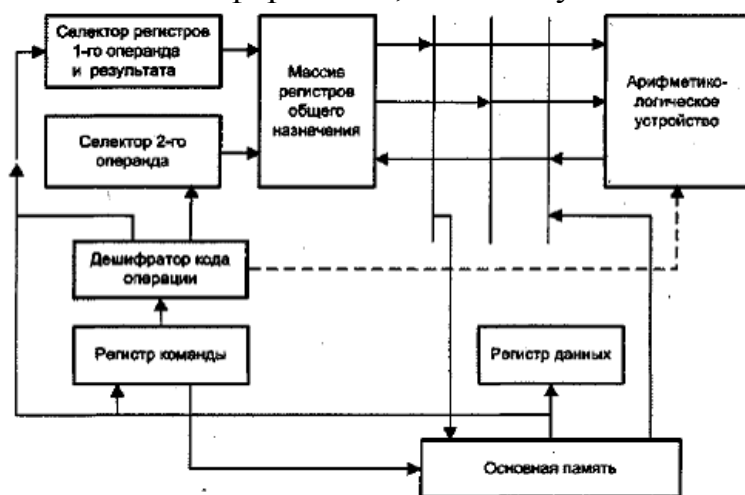 Селектор регистров
1-го операнда
и результата
Массив
регистров
общего
назначения
Арифметико-
логическое
устройство
Селектор 2-го
операнда
Дешифратор кода
операции
Регистр команды
Регистр данных
Основная память